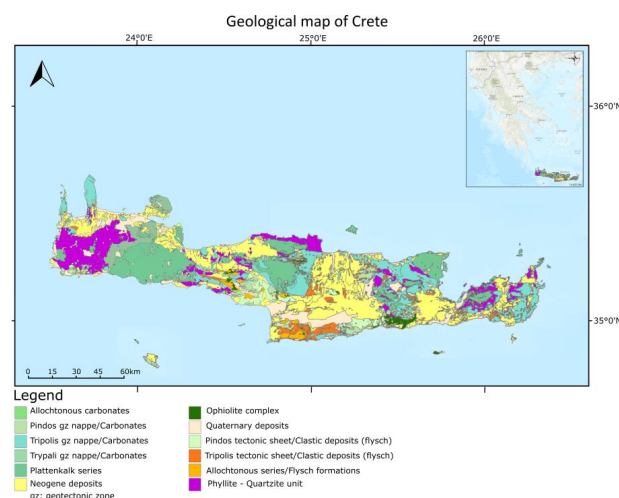 Geological map of Crete
24°0'E 25°0'E 26°0'E
36°0'N
35°0'N
0 15 30 45 60km
Legend
Allochtonous carbonates
Pindos gz nappe/Carbonates
Tripolis gz nappe/Carbonates
Trypali gz nappe/Carbonates
Plattenkalk series
Neogene deposits
gz: geotectonic zone
Ophiolite complex
Quaternary deposits
Pindos tectonic sheet/Clastic deposits (flysch)
Tripolis tectonic sheet/Clastic deposits (flysch)
Allochtonous series/Flysch formations
Phyllite - Quartzite unit